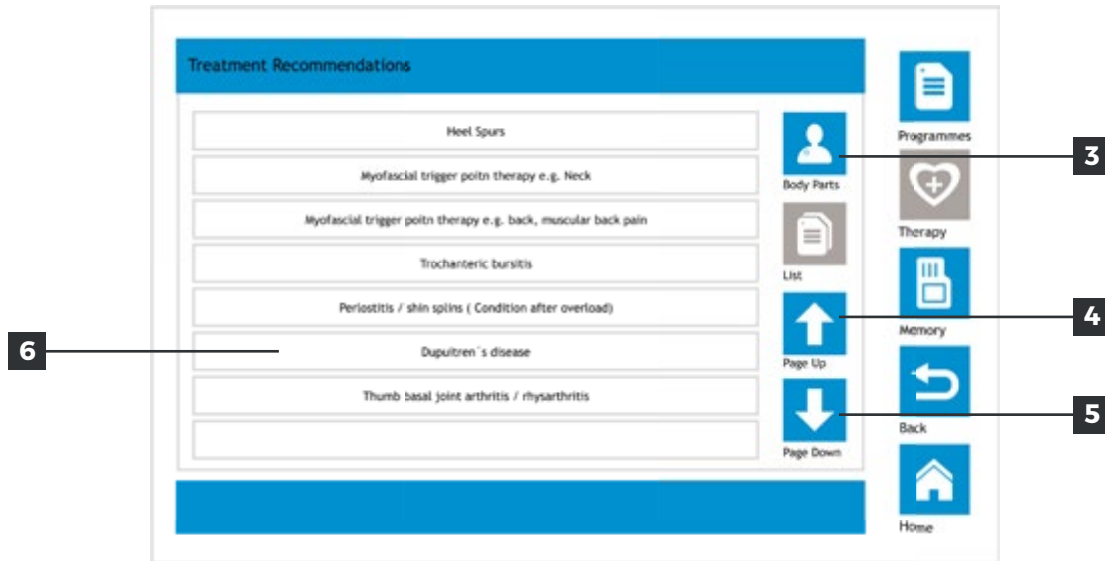 Treatment Recommendations
Heel Spurs
Myofascial trigger poitn therapy e.g. Neck
Myofascial trigger poitn therapy e.g. back, muscular back pain
Trochanteric bursitis
Periostitis / shin splins ( Condition after overload)
Dupuitren´s disease
Thumb basal joint arthritis / rhysarthritis
Body Parts
List
Page Up
Page Down
Programmes
Therapy
Memory
Back
Home
3
4
5
6